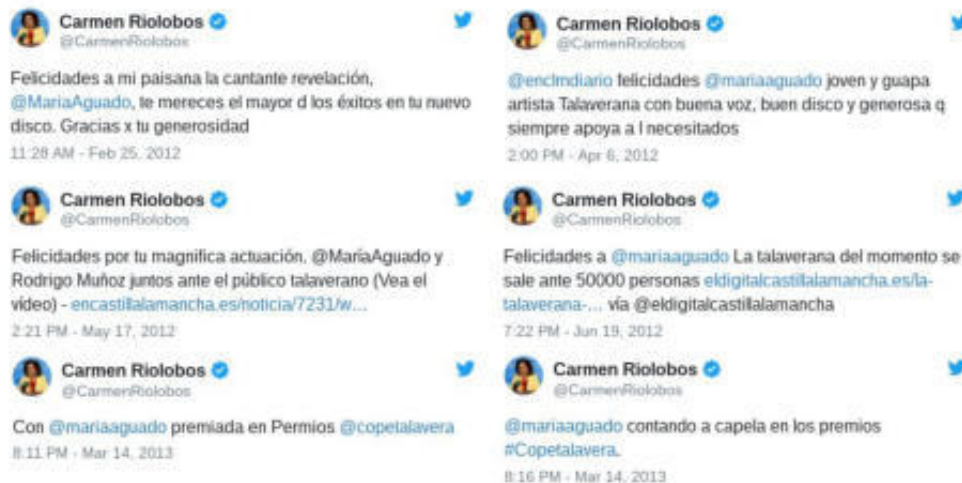 Carmen Riolobos
@CarmenRiolobos
Felicidades a mi paisana la cantante revelación,
@MariaAguado, te mereces el mayor d los éxitos en tu nuevo
disco. Gracias x tu generosidad
11:28 AM - Feb 25, 2012
Carmen Riolobos
@CarmenRiolobos
@enclmdiario felicidades @mariaaguado joven y guapa
artista Talaverana con buena voz, buen disco y generosa q
siempre apoya a l necesitados
2:00 PM - Apr 6, 2012
Carmen Riolobos
@CarmenRiolobos
Felicidades por tu magnifica actuación. @MaríaAguado y
Rodrigo Muñoz juntos ante el público talaverano (Vea el
vídeo) - encastillalamancha.es/noticia/7231/w...
2:21 PM - May 17, 2012
Carmen Riolobos
@CarmenRiolobos
Felicidades a @mariaaguado La talaverana del momento se
sale ante 50000 personas eldigitalcastillalamancha.es/la-
talaverana-... vía @eldigitalcastillalamancha
7:22 PM - Jun 19, 2012
Carmen Riolobos
@CarmenRiolobos
Con @mariaaguado premiada en Permios @copetalavera
8:11 PM - Mar 14, 2013
Carmen Riolobos
@CarmenRiolobos
@mariaaguado contando a capela en los premios
#Copetalavera.
8:16 PM - Mar 14, 2013